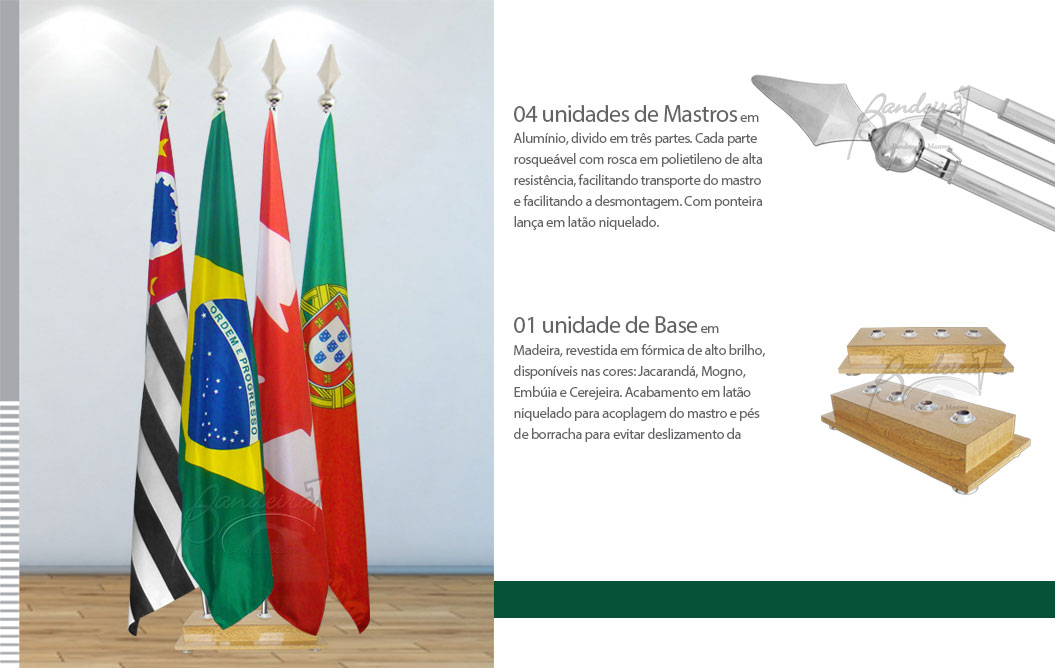 ORDEM E PROGRESSO
04 unidades de Mastros em
Alumínio, divido em três partes. Cada parte
rosqueável com rosca em polietileno de alta
resistência, facilitando transporte do mastro
e facilitando a desmontagem. Com ponteira
lança em latão niquelado.
Bandeira1
01 unidade de Base em
Madeira, revestida em fórmica de alto brilho,
disponíveis nas cores: Jacarandá, Mogno,
Embúia e Cerejeira. Acabamento em latão
niquelado para acoplagem do mastro e pés
de borracha para evitar deslizamento da
Bandeira1
Bandeira1